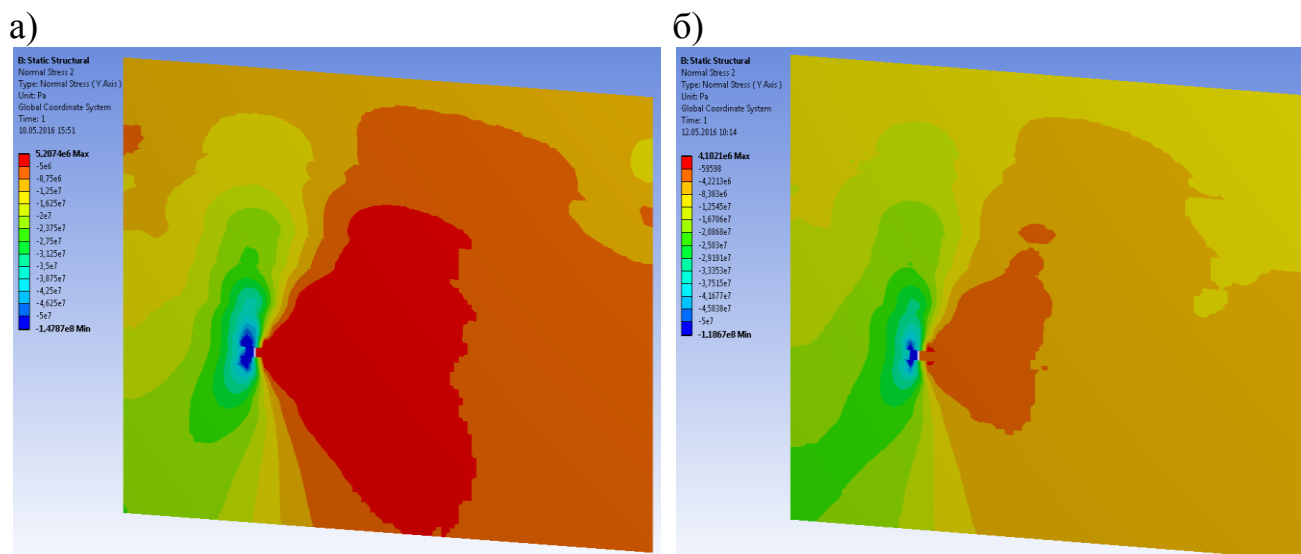 а)
B: Static Structural
Normal Stress 2
Type: Normal Stress ( Y Axis )
Unit: Pa
Global Coordinate System
Time: 1
10.05.2016 15:51
5,2074e6 Max
-5e6
-8,75e6
-1,25e7
-1,625e7
-2e7
-2,375e7
-2,75e7
-3,125e7
-3,5e7
-3,875e7
-4,25e7
-4,625e7
-5e7
-1,4787e8 Min
б)
B: Static Structural
Normal Stress 2
Type: Normal Stress ( Y Axis )
Unit: Pa
Global Coordinate System
Time: 1
12.05.2016 10:14
4,1021e6 Max
-59598
-4,2213e6
-8,383e6
-1,2545e7
-1,6706e7
-2,0868e7
-2,503e7
-2,9191e7
-3,3353e7
-3,7515e7
-4,1677e7
-4,5838e7
-5e7
-1,1867e8 Min